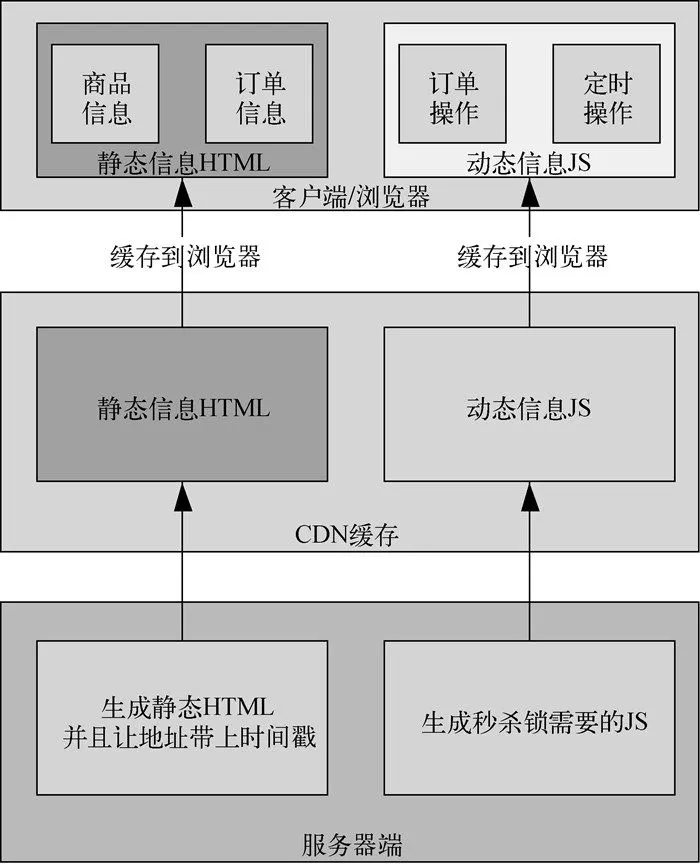 商品
信息
订单
信息
静态信息HTML
订单
操作
定时
操作
动态信息JS
客户端/浏览器
缓存到浏览器
缓存到浏览器
静态信息HTML
动态信息JS
CDN缓存
生成静态HTML
并且让地址带上时间戳
生成秒杀锁需要的JS
服务器端